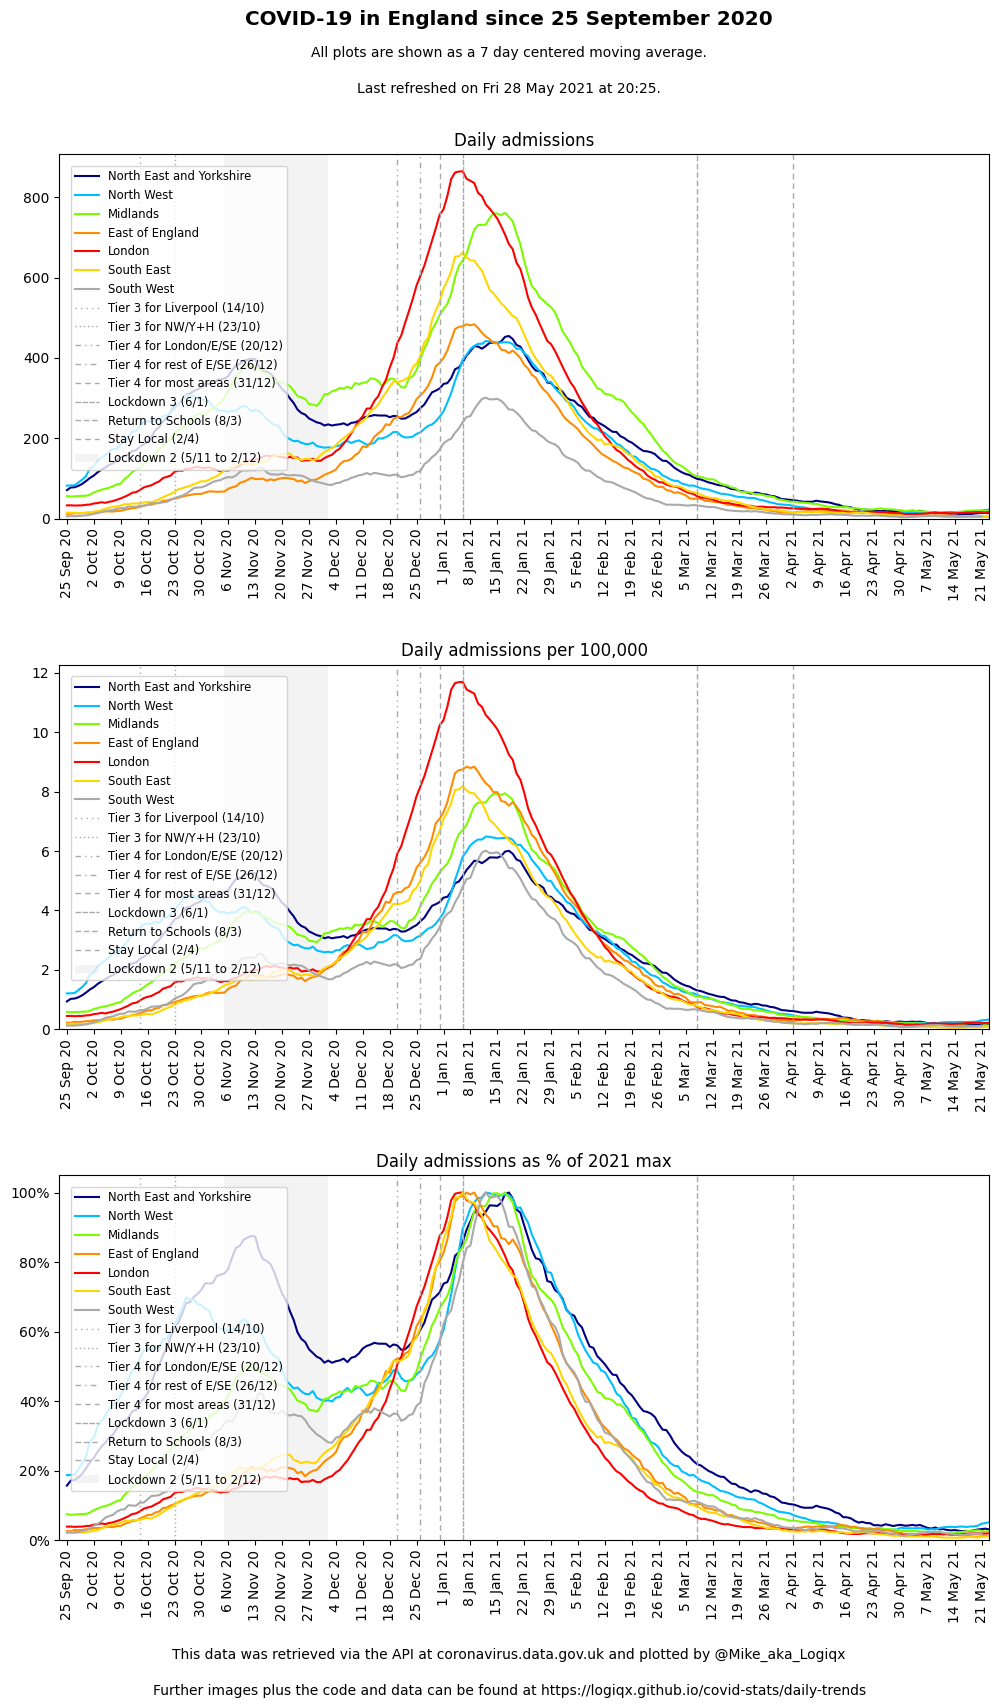 COVID-19 in England since 25 September 2020
All plots are shown as a 7 day centered moving average.
Last refreshed on Fri 28 May 2021 at 20:25.
Daily admissions
800
600
400
200
0
North East and Yorkshire
North West
Midlands
East of England
London
South East
South West
Tier 3 for Liverpool (14/10)
Tier 3 for NW/Y+H (23/10)
Tier 4 for London/E/SE (20/12)
Tier 4 for rest of E/SE (26/12)
Tier 4 for most areas (31/12)
Lockdown 3 (6/1)
Return to Schools (8/3)
Stay Local (2/4)
Lockdown 2 (5/11 to 2/12)
25 Sep 20
2 Oct 20
9 Oct 20
16 Oct 20
23 Oct 20
30 Oct 20
6 Nov 20
13 Nov 20
20 Nov 20
27 Nov 20
4 Dec 20
11 Dec 20
18 Dec 20
25 Dec 20
1 Jan 21
8 Jan 21
15 Jan 21
22 Jan 21
29 Jan 21
5 Feb 21
12 Feb 21
19 Feb 21
26 Feb 21
5 Mar 21
12 Mar 21
19 Mar 21
26 Mar 21
2 Apr 21
9 Apr 21
16 Apr 21
23 Apr 21
30 Apr 21
7 May 21
14 May 21
21 May 21
Daily admissions per 100,000
12
10
8
6
4
2
0
North East and Yorkshire
North West
Midlands
East of England
London
South East
South West
Tier 3 for Liverpool (14/10)
Tier 3 for NW/Y+H (23/10)
Tier 4 for London/E/SE (20/12)
Tier 4 for rest of E/SE (26/12)
Tier 4 for most areas (31/12)
Lockdown 3 (6/1)
Return to Schools (8/3)
Stay Local (2/4)
Lockdown 2 (5/11 to 2/12)
25 Sep 20
2 Oct 20
9 Oct 20
16 Oct 20
23 Oct 20
30 Oct 20
6 Nov 20
13 Nov 20
20 Nov 20
27 Nov 20
4 Dec 20
11 Dec 20
18 Dec 20
25 Dec 20
1 Jan 21
8 Jan 21
15 Jan 21
22 Jan 21
29 Jan 21
5 Feb 21
12 Feb 21
19 Feb 21
26 Feb 21
5 Mar 21
12 Mar 21
19 Mar 21
26 Mar 21
2 Apr 21
9 Apr 21
16 Apr 21
23 Apr 21
30 Apr 21
7 May 21
14 May 21
21 May 21
Daily admissions as % of 2021 max
100%
80%
60%
40%
20%
0%
North East and Yorkshire
North West
Midlands
East of England
London
South East
South West
Tier 3 for Liverpool (14/10)
Tier 3 for NW/Y+H (23/10)
Tier 4 for London/E/SE (20/12)
Tier 4 for rest of E/SE (26/12)
Tier 4 for most areas (31/12)
Lockdown 3 (6/1)
Return to Schools (8/3)
Stay Local (2/4)
Lockdown 2 (5/11 to 2/12)
25 Sep 20
2 Oct 20
9 Oct 20
16 Oct 20
23 Oct 20
30 Oct 20
6 Nov 20
13 Nov 20
20 Nov 20
27 Nov 20
4 Dec 20
11 Dec 20
18 Dec 20
25 Dec 20
1 Jan 21
8 Jan 21
15 Jan 21
22 Jan 21
29 Jan 21
5 Feb 21
12 Feb 21
19 Feb 21
26 Feb 21
5 Mar 21
12 Mar 21
19 Mar 21
26 Mar 21
2 Apr 21
9 Apr 21
16 Apr 21
23 Apr 21
30 Apr 21
7 May 21
14 May 21
21 May 21
This data was retrieved via the API at coronavirus.data.gov.uk and plotted by @Mike_aka_Logiqx
Further images plus the code and data can be found at https://logiqx.github.io/covid-stats/daily-trends